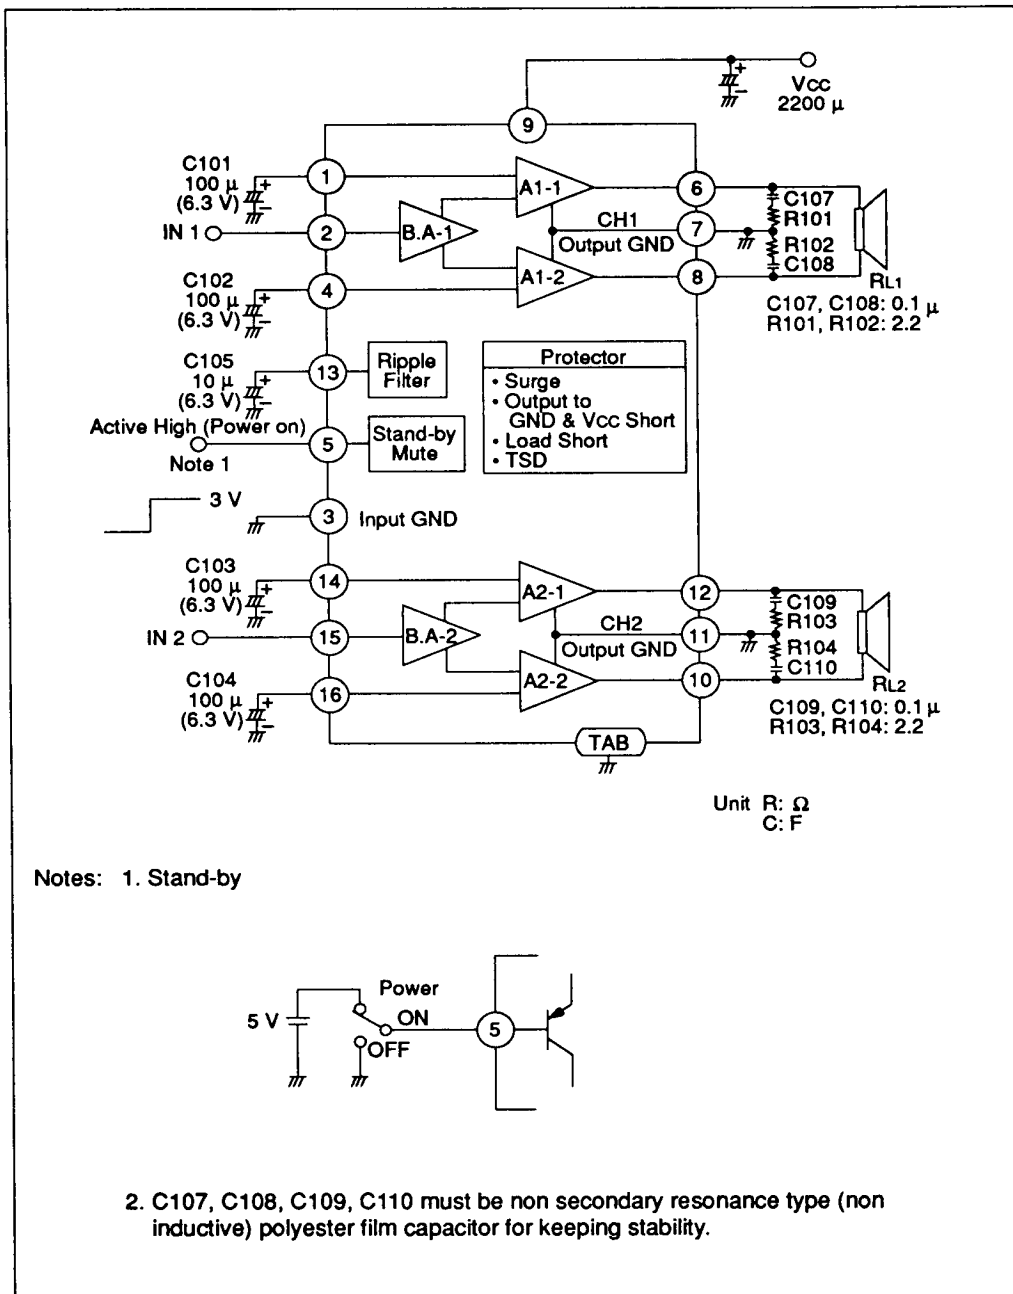 Vcc
2200 μ
9
C101
100 μ
(6.3 V)
+
−
1
A1-1
6
C107
R101
IN 1
2
B.A-1
CH1
Output GND
7
R102
C108
C102
100 μ
(6.3 V)
+
−
4
A1-2
8
RL1
C107, C108: 0.1 μ
R101, R102: 2.2
C105
10 μ
(6.3 V)
+
−
13
Ripple
Filter
Protector
• Surge
• Output to
GND & Vcc Short
• Load Short
• TSD
Active High (Power on)
Note 1
5
Stand-by
Mute
3 V
3
Input GND
C103
100 μ
(6.3 V)
+
−
14
A2-1
12
C109
R103
IN 2
15
B.A-2
CH2
Output GND
11
R104
C110
C104
100 μ
(6.3 V)
+
−
16
A2-2
10
RL2
C109, C110: 0.1 μ
R103, R104: 2.2
TAB
Unit R: Ω
C: F
Notes: 1. Stand-by
5 V
Power
ON
OFF
5
2. C107, C108, C109, C110 must be non secondary resonance type (non
inductive) polyester film capacitor for keeping stability.